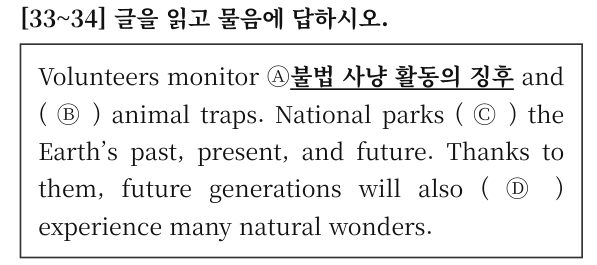 [33~34] 글을 읽고 물음에 답하시오.
Volunteers monitor Ⓐ불법 사냥 활동의 징후 and
( Ⓑ ) animal traps. National parks ( Ⓒ ) the
Earth’s past, present, and future. Thanks to
them, future generations will also ( Ⓓ )
experience many natural wonders.